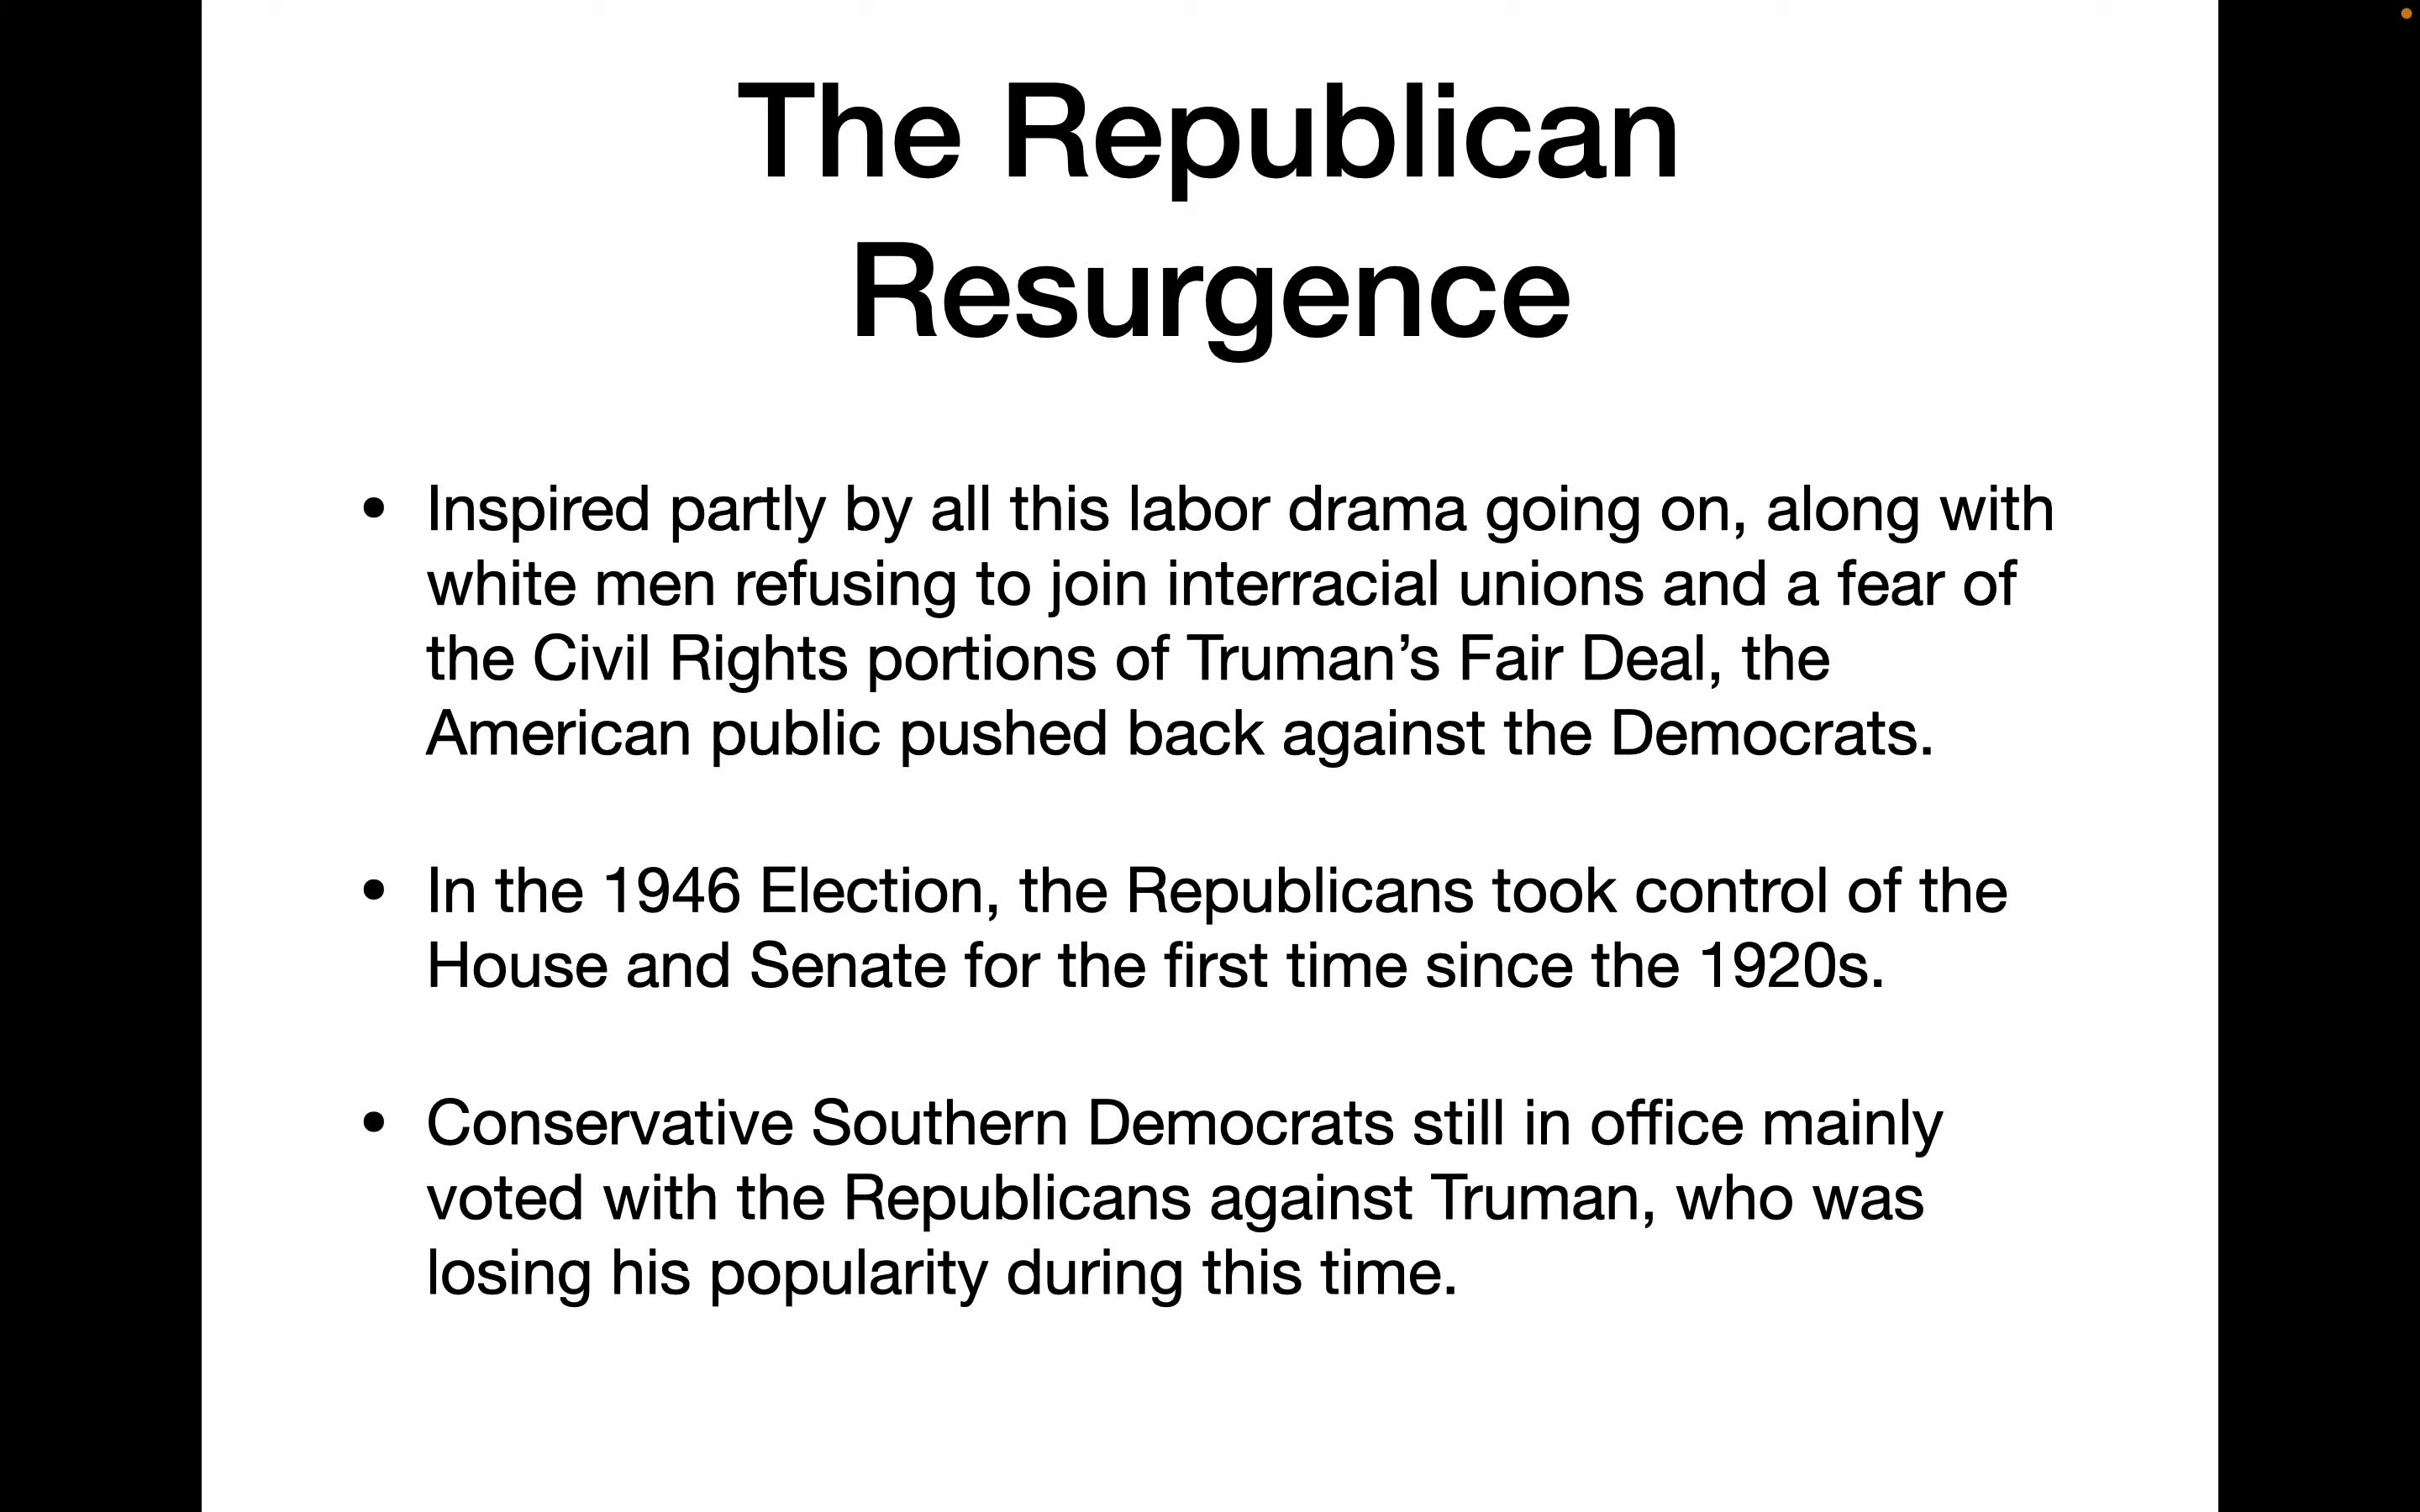 The Republican
Resurgence
• Inspired partly by all this labor drama going on, along with
white men refusing to join interracial unions and a fear of
the Civil Rights portions of Truman’s Fair Deal, the
American public pushed back against the Democrats.
• In the 1946 Election, the Republicans took control of the
House and Senate for the first time since the 1920s.
• Conservative Southern Democrats still in office mainly
voted with the Republicans against Truman, who was
losing his popularity during this time.